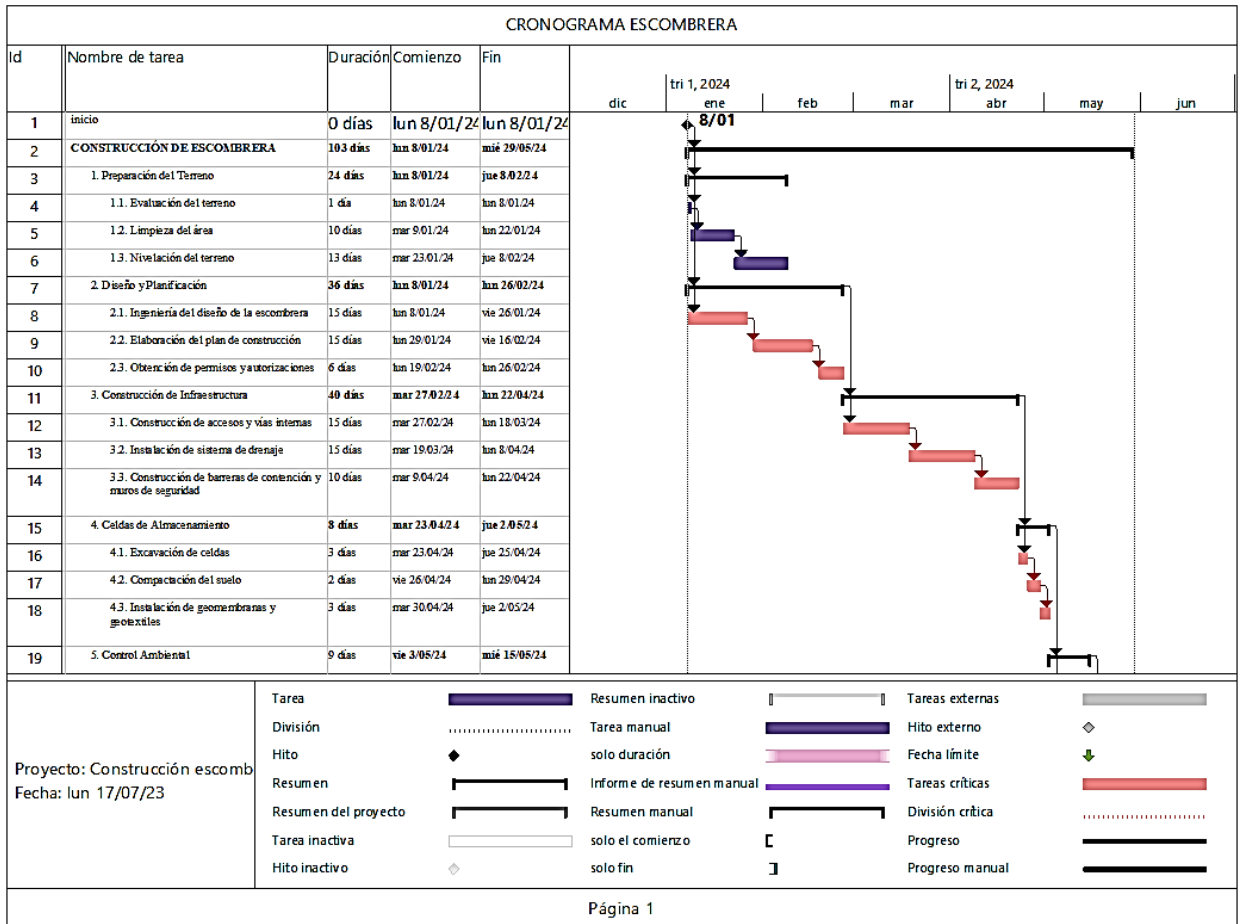 CRONOGRAMA ESCOMBRERA
Id Nombre de tarea Duración Comienzo Fin
tri 1, 2024 tri 2, 2024
dic ene feb mar abr may jun
1 inicio 0 días lun 8/01/24 lun 8/01/24 8/01
2 CONSTRUCCIÓN DE ESCOMBRERA 103 días lun 8/01/24 mié 29/05/24
3 1. Preparación del Terreno 24 días lun 8/01/24 jue 8/02/24
4 1.1. Evaluación del terreno 1 día lun 8/01/24 lun 8/01/24
5 1.2. Limpieza del área 10 días mar 9/01/24 lun 22/01/24
6 1.3. Nivelación del terreno 13 días mar 23/01/24 jue 8/02/24
7 2. Diseño y Planificación 36 días lun 8/01/24 lun 26/02/24
8 2.1. Ingeniería del diseño de la escombrera 15 días lun 8/01/24 vie 26/01/24
9 2.2. Elaboración del plan de construcción 15 días lun 29/01/24 vie 16/02/24
10 2.3. Obtención de permisos y autorizaciones 6 días lun 19/02/24 lun 26/02/24
11 3. Construcción de Infraestructura 40 días mar 27/02/24 lun 22/04/24
12 3.1. Construcción de accesos y vías internas 15 días mar 27/02/24 lun 18/03/24
13 3.2. Instalación de sistema de drenaje 15 días mar 19/03/24 lun 8/04/24
14 3.3. Construcción de barreras de contención y 10 días mar 9/04/24 lun 22/04/24
muros de seguridad
15 4. Celdas de Almacenamiento 8 días mar 23/04/24 jue 2/05/24
16 4.1. Excavación de celdas 3 días mar 23/04/24 jue 25/04/24
17 4.2. Compactación del suelo 2 días vie 26/04/24 lun 29/04/24
18 4.3. Instalación de geomembranas y 3 días mar 30/04/24 jue 2/05/24
geotextiles
19 5. Control Ambiental 9 días vie 3/05/24 mié 15/05/24
Proyecto: Construcción escomb
Fecha: lun 17/07/23
Tarea
División
Hito
Resumen
Resumen del proyecto
Tarea inactiva
Hito inactivo
Resumen inactivo
Tarea manual
solo duración
Informe de resumen manual
Resumen manual
solo el comienzo
solo fin
Tareas externas
Hito externo
Fecha límite
Tareas críticas
División crítica
Progreso
Progreso manual
Página 1